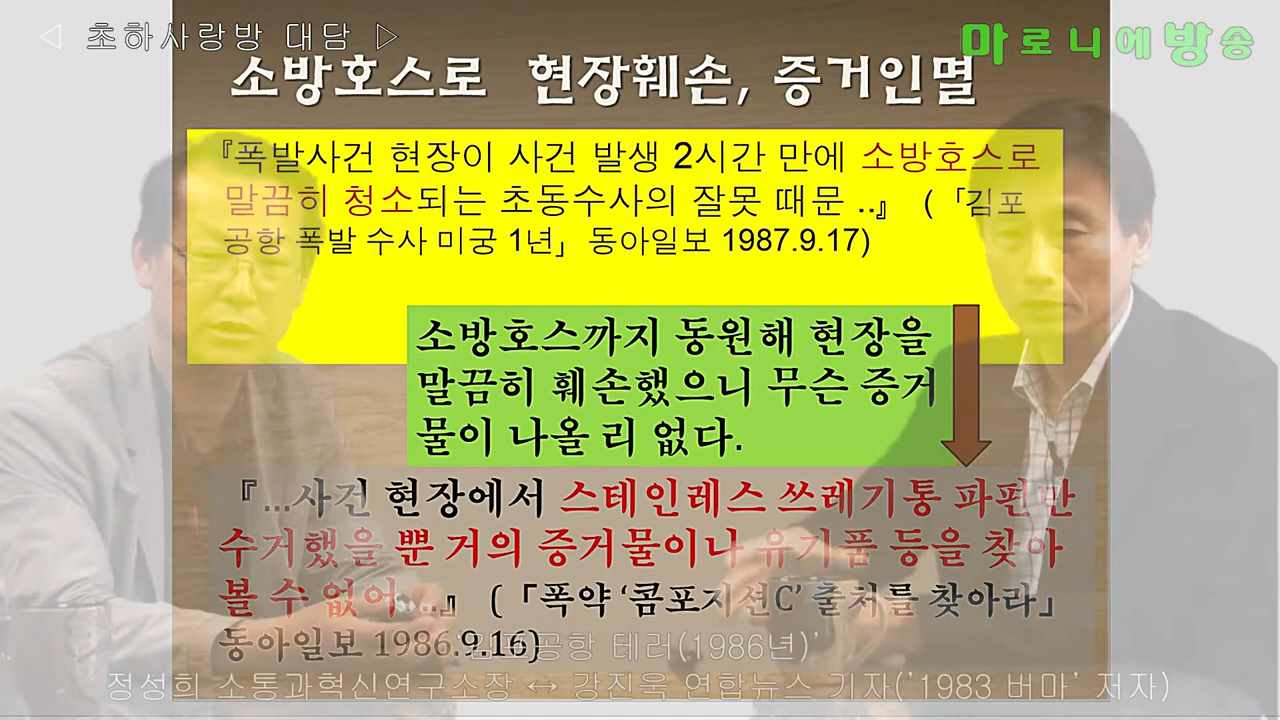 ◁ 초하사랑방 대담 ▷
마로니에방송
소방호스로 현장훼손, 증거인멸
『폭발사건 현장이 사건 발생 2시간 만에 소방호스로
말끔히 청소되는 초동수사의 잘못 때문 ..』 (「김포
공항 폭발 수사 미궁 1년」 동아일보 1987.9.17)
소방호스까지 동원해 현장을
말끔히 훼손했으니 무슨 증거
물이 나올 리 없다.
『...사건 현장에서 스테인레스 쓰레기통 파편만
수거했을 뿐 거의 증거물이나 유기품 등을 찾아
볼 수 없어 ...』 (「폭약 ‘콤포지션C’ 출처를 찾아라」
동아일보 1986.9.16)
‘김포공항 테러(1986년)’
정성희 소통과혁신연구소장 ↔ 강진욱 연합뉴스 기자(’1983 버마’ 저자)